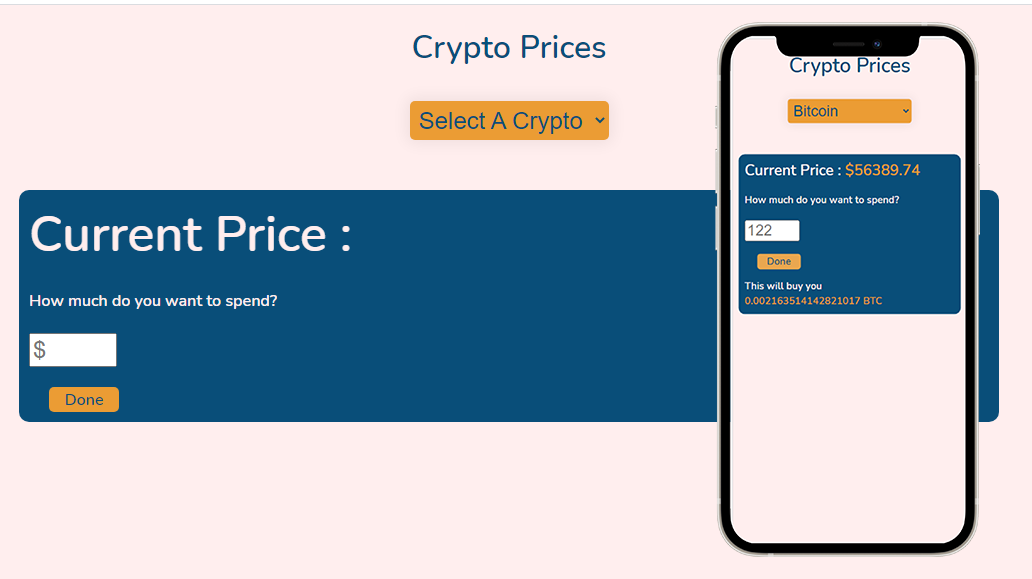 Crypto Prices
Select A Crypto
Current Price :
How much do you want to spend?
$
Done
Crypto Prices
Bitcoin
Current Price : $56389.74
How much do you want to spend?
122
Done
This will buy you
0.002163514142821017 BTC